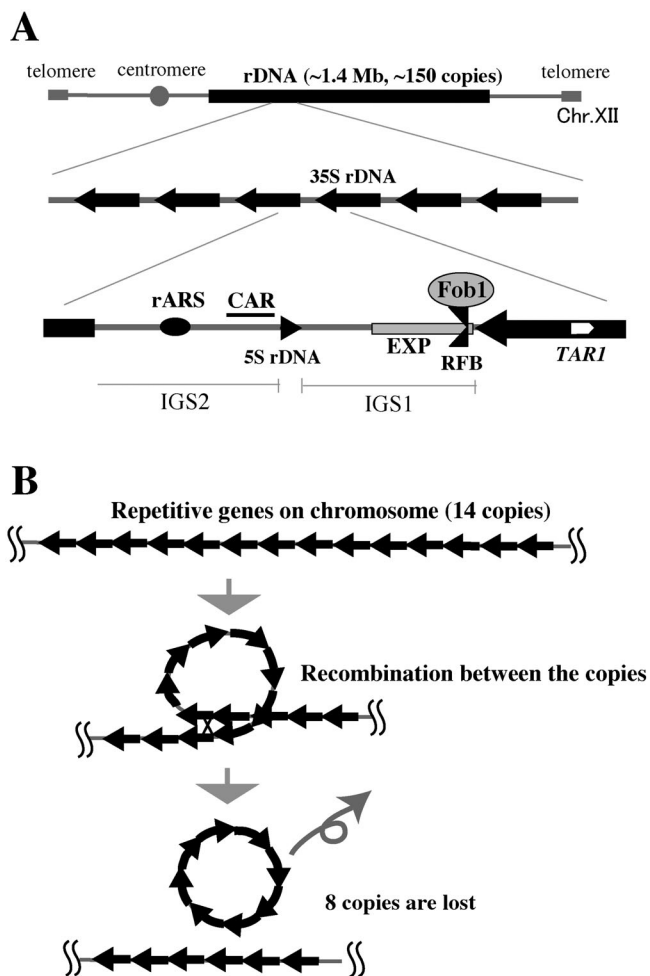 A
telomere
centromere
rDNA (~1.4 Mb, ~150 copies)
telomere
Chr.XII
35S rDNA
Fob1
rARS
CAR
5S rDNA
EXP
RFB
TAR1
IGS2
IGS1
B
Repetitive genes on chromosome (14 copies)
Recombination between the copies
X
8 copies are lost